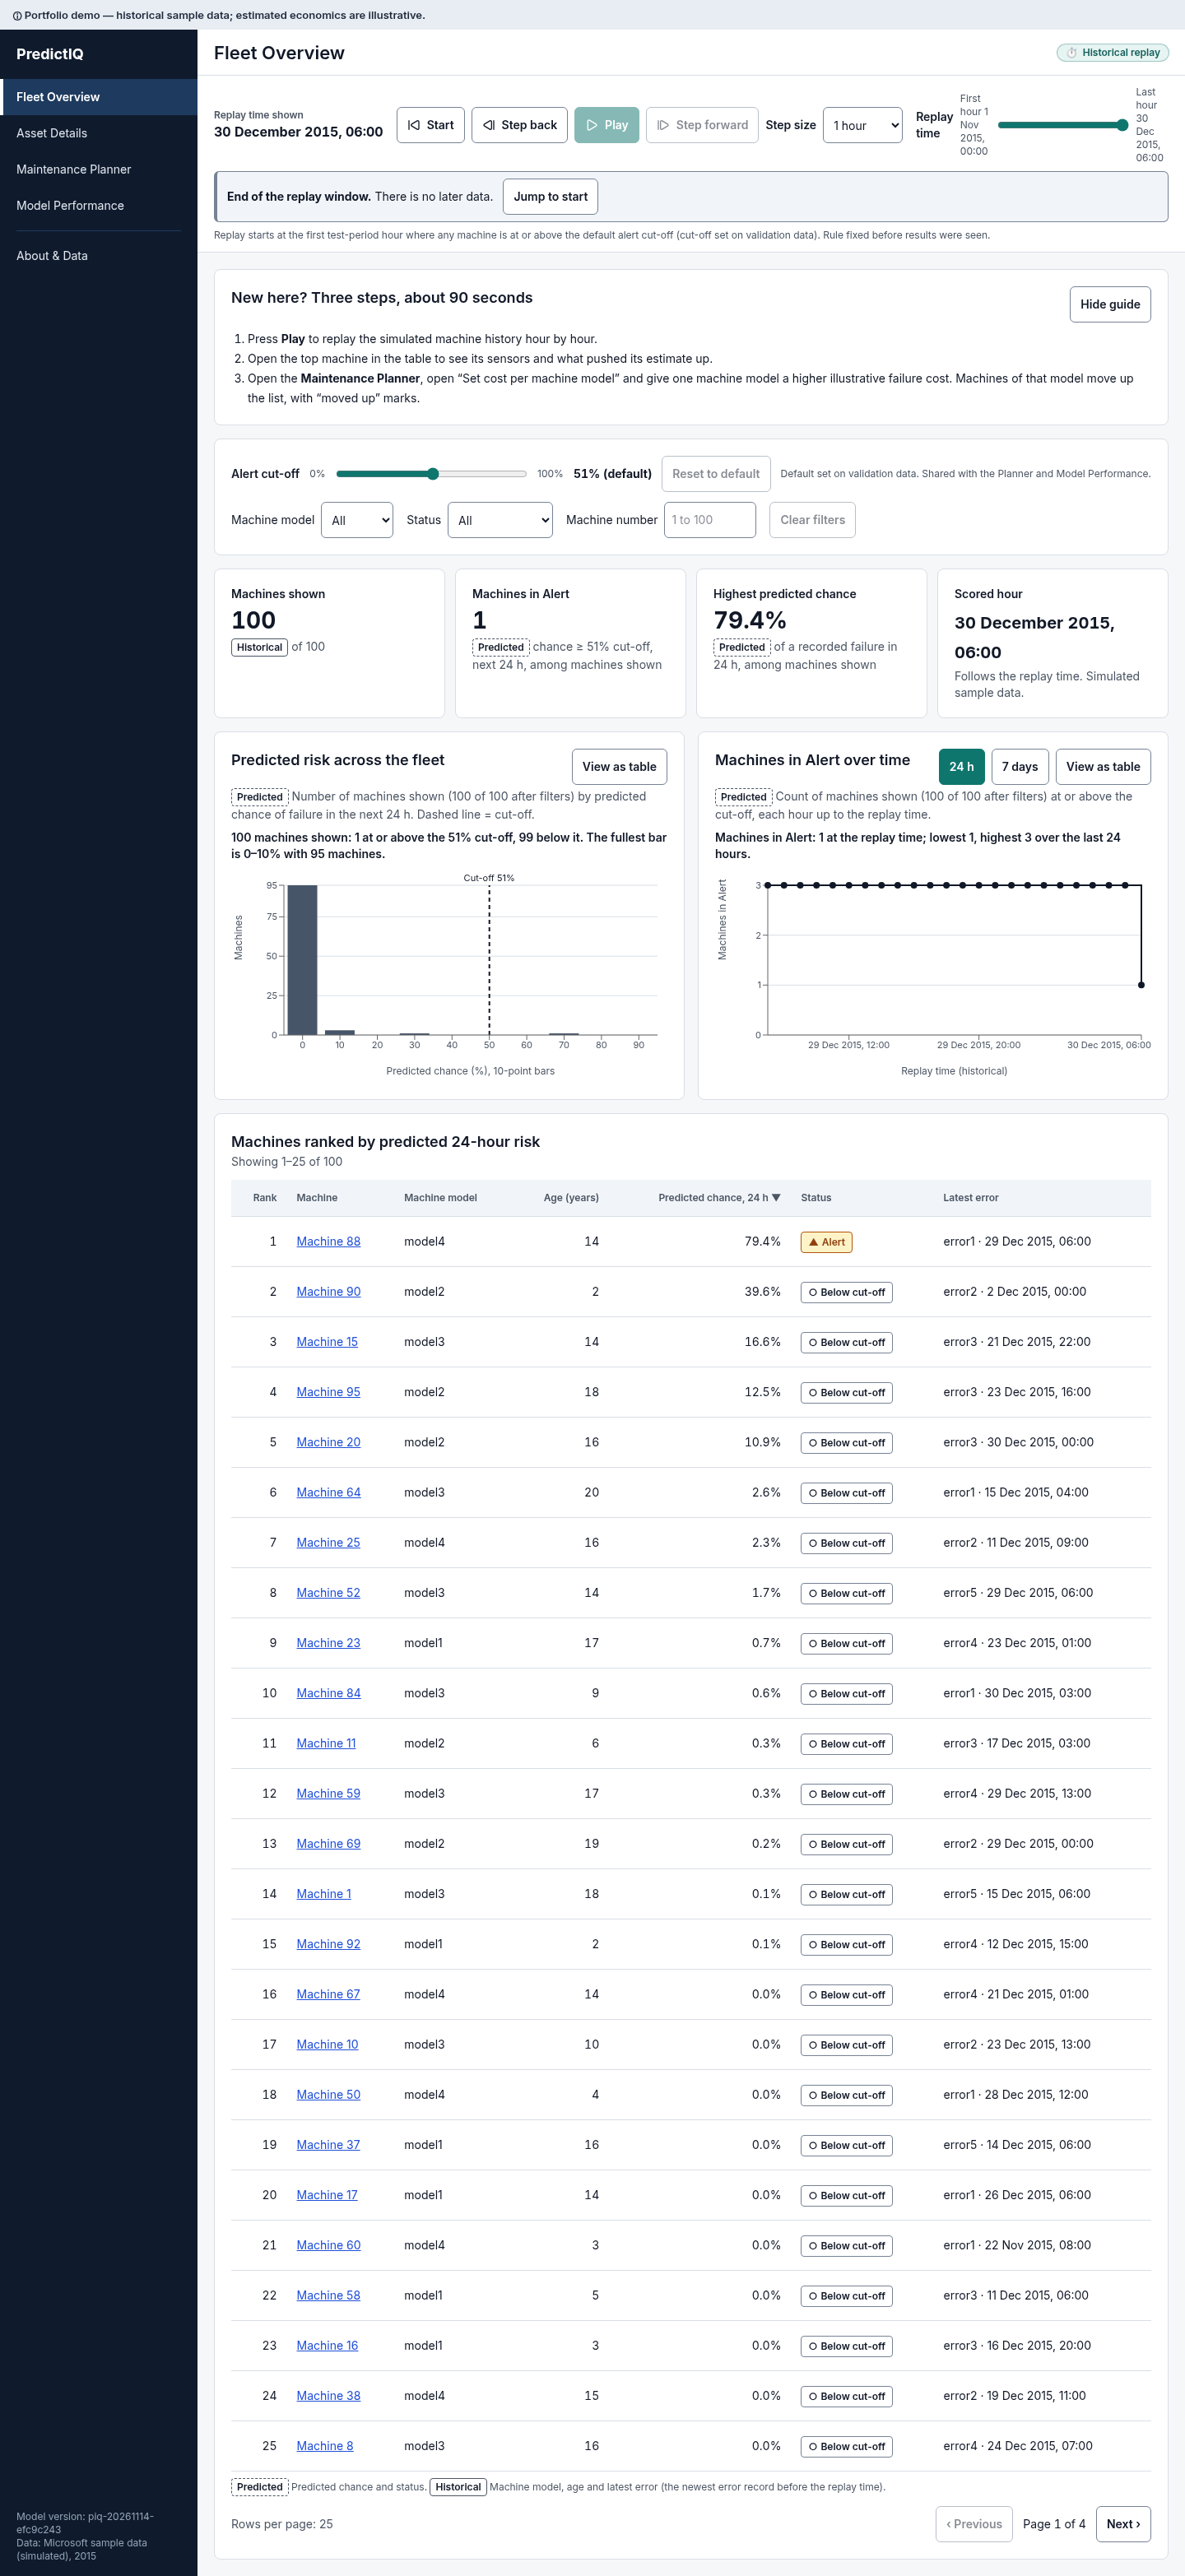 Portfolio demo — historical sample data; estimated economics are illustrative.
PredictIQ
Fleet Overview
Asset Details
Maintenance Planner
Model Performance
About & Data
Model version: piq-20261114-
efc9c243
Data: Microsoft sample data
(simulated), 2015
Fleet Overview
Historical replay
Replay time shown
30 December 2015, 06:00
Start
Step back
Play
Step forward
Step size
1 hour
Replay
time
First
hour 1
Nov
2015,
00:00
Last
hour
30
Dec
2015,
06:00
End of the replay window. There is no later data.
Jump to start
Replay starts at the first test-period hour where any machine is at or above the default alert cut-off (cut-off set on validation data). Rule fixed before results were seen.
New here? Three steps, about 90 seconds
Hide guide
1. Press Play to replay the simulated machine history hour by hour.
2. Open the top machine in the table to see its sensors and what pushed its estimate up.
3. Open the Maintenance Planner, open “Set cost per machine model” and give one machine model a higher illustrative failure cost. Machines of that model move up
the list, with “moved up” marks.
Alert cut-off 0% 100% 51% (default) Reset to default Default set on validation data. Shared with the Planner and Model Performance.
Machine model All Status All Machine number 1 to 100 Clear filters
Machines shown
100
Historical of 100
Machines in Alert
1
Predicted chance ≥ 51% cut-off,
next 24 h, among machines shown
Highest predicted chance
79.4%
Predicted of a recorded failure in
24 h, among machines shown
Scored hour
30 December 2015,
06:00
Follows the replay time. Simulated
sample data.
Predicted risk across the fleet
View as table
Predicted Number of machines shown (100 of 100 after filters) by predicted
chance of failure in the next 24 h. Dashed line = cut-off.
100 machines shown: 1 at or above the 51% cut-off, 99 below it. The fullest bar
is 0–10% with 95 machines.
Cut-off 51%
Machines
95
75
50
25
0
0 10 20 30 40 50 60 70 80 90
Predicted chance (%), 10-point bars
Machines in Alert over time
24 h 7 days View as table
Predicted Count of machines shown (100 of 100 after filters) at or above the
cut-off, each hour up to the replay time.
Machines in Alert: 1 at the replay time; lowest 1, highest 3 over the last 24
hours.
Machines in Alert
3
2
1
0
29 Dec 2015, 12:00 29 Dec 2015, 20:00 30 Dec 2015, 06:00
Replay time (historical)
Machines ranked by predicted 24-hour risk
Showing 1–25 of 100
Rank Machine Machine model Age (years) Predicted chance, 24 h ▼ Status Latest error
1 Machine 88 model4 14 79.4% ▲ Alert error1 · 29 Dec 2015, 06:00
2 Machine 90 model2 2 39.6% Below cut-off error2 · 2 Dec 2015, 00:00
3 Machine 15 model3 14 16.6% Below cut-off error3 · 21 Dec 2015, 22:00
4 Machine 95 model2 18 12.5% Below cut-off error3 · 23 Dec 2015, 16:00
5 Machine 20 model2 16 10.9% Below cut-off error3 · 30 Dec 2015, 00:00
6 Machine 64 model3 20 2.6% Below cut-off error1 · 15 Dec 2015, 04:00
7 Machine 25 model4 16 2.3% Below cut-off error2 · 11 Dec 2015, 09:00
8 Machine 52 model3 14 1.7% Below cut-off error5 · 29 Dec 2015, 06:00
9 Machine 23 model1 17 0.7% Below cut-off error4 · 23 Dec 2015, 01:00
10 Machine 84 model3 9 0.6% Below cut-off error1 · 30 Dec 2015, 03:00
11 Machine 11 model2 6 0.3% Below cut-off error3 · 17 Dec 2015, 03:00
12 Machine 59 model3 17 0.3% Below cut-off error4 · 29 Dec 2015, 13:00
13 Machine 69 model2 19 0.2% Below cut-off error2 · 29 Dec 2015, 00:00
14 Machine 1 model3 18 0.1% Below cut-off error5 · 15 Dec 2015, 06:00
15 Machine 92 model1 2 0.1% Below cut-off error4 · 12 Dec 2015, 15:00
16 Machine 67 model4 14 0.0% Below cut-off error4 · 21 Dec 2015, 01:00
17 Machine 10 model3 10 0.0% Below cut-off error2 · 23 Dec 2015, 13:00
18 Machine 50 model4 4 0.0% Below cut-off error1 · 28 Dec 2015, 12:00
19 Machine 37 model1 16 0.0% Below cut-off error5 · 14 Dec 2015, 06:00
20 Machine 17 model1 14 0.0% Below cut-off error1 · 26 Dec 2015, 06:00
21 Machine 60 model4 3 0.0% Below cut-off error1 · 22 Nov 2015, 08:00
22 Machine 58 model1 5 0.0% Below cut-off error3 · 11 Dec 2015, 06:00
23 Machine 16 model1 3 0.0% Below cut-off error3 · 16 Dec 2015, 20:00
24 Machine 38 model4 15 0.0% Below cut-off error2 · 19 Dec 2015, 11:00
25 Machine 8 model3 16 0.0% Below cut-off error4 · 24 Dec 2015, 07:00
Predicted Predicted chance and status. Historical Machine model, age and latest error (the newest error record before the replay time).
Rows per page: 25
‹ Previous Page 1 of 4 Next ›